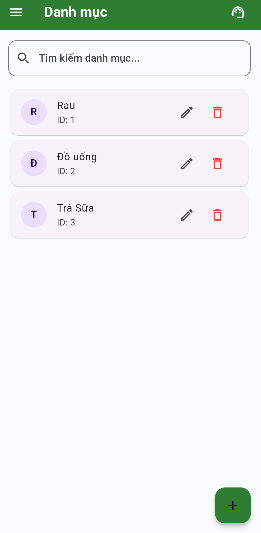 Danh mục
Tìm kiếm danh mục...
R
Rau
ID: 1
Đ
Đồ uống
ID: 2
T
Trà Sữa
ID: 3